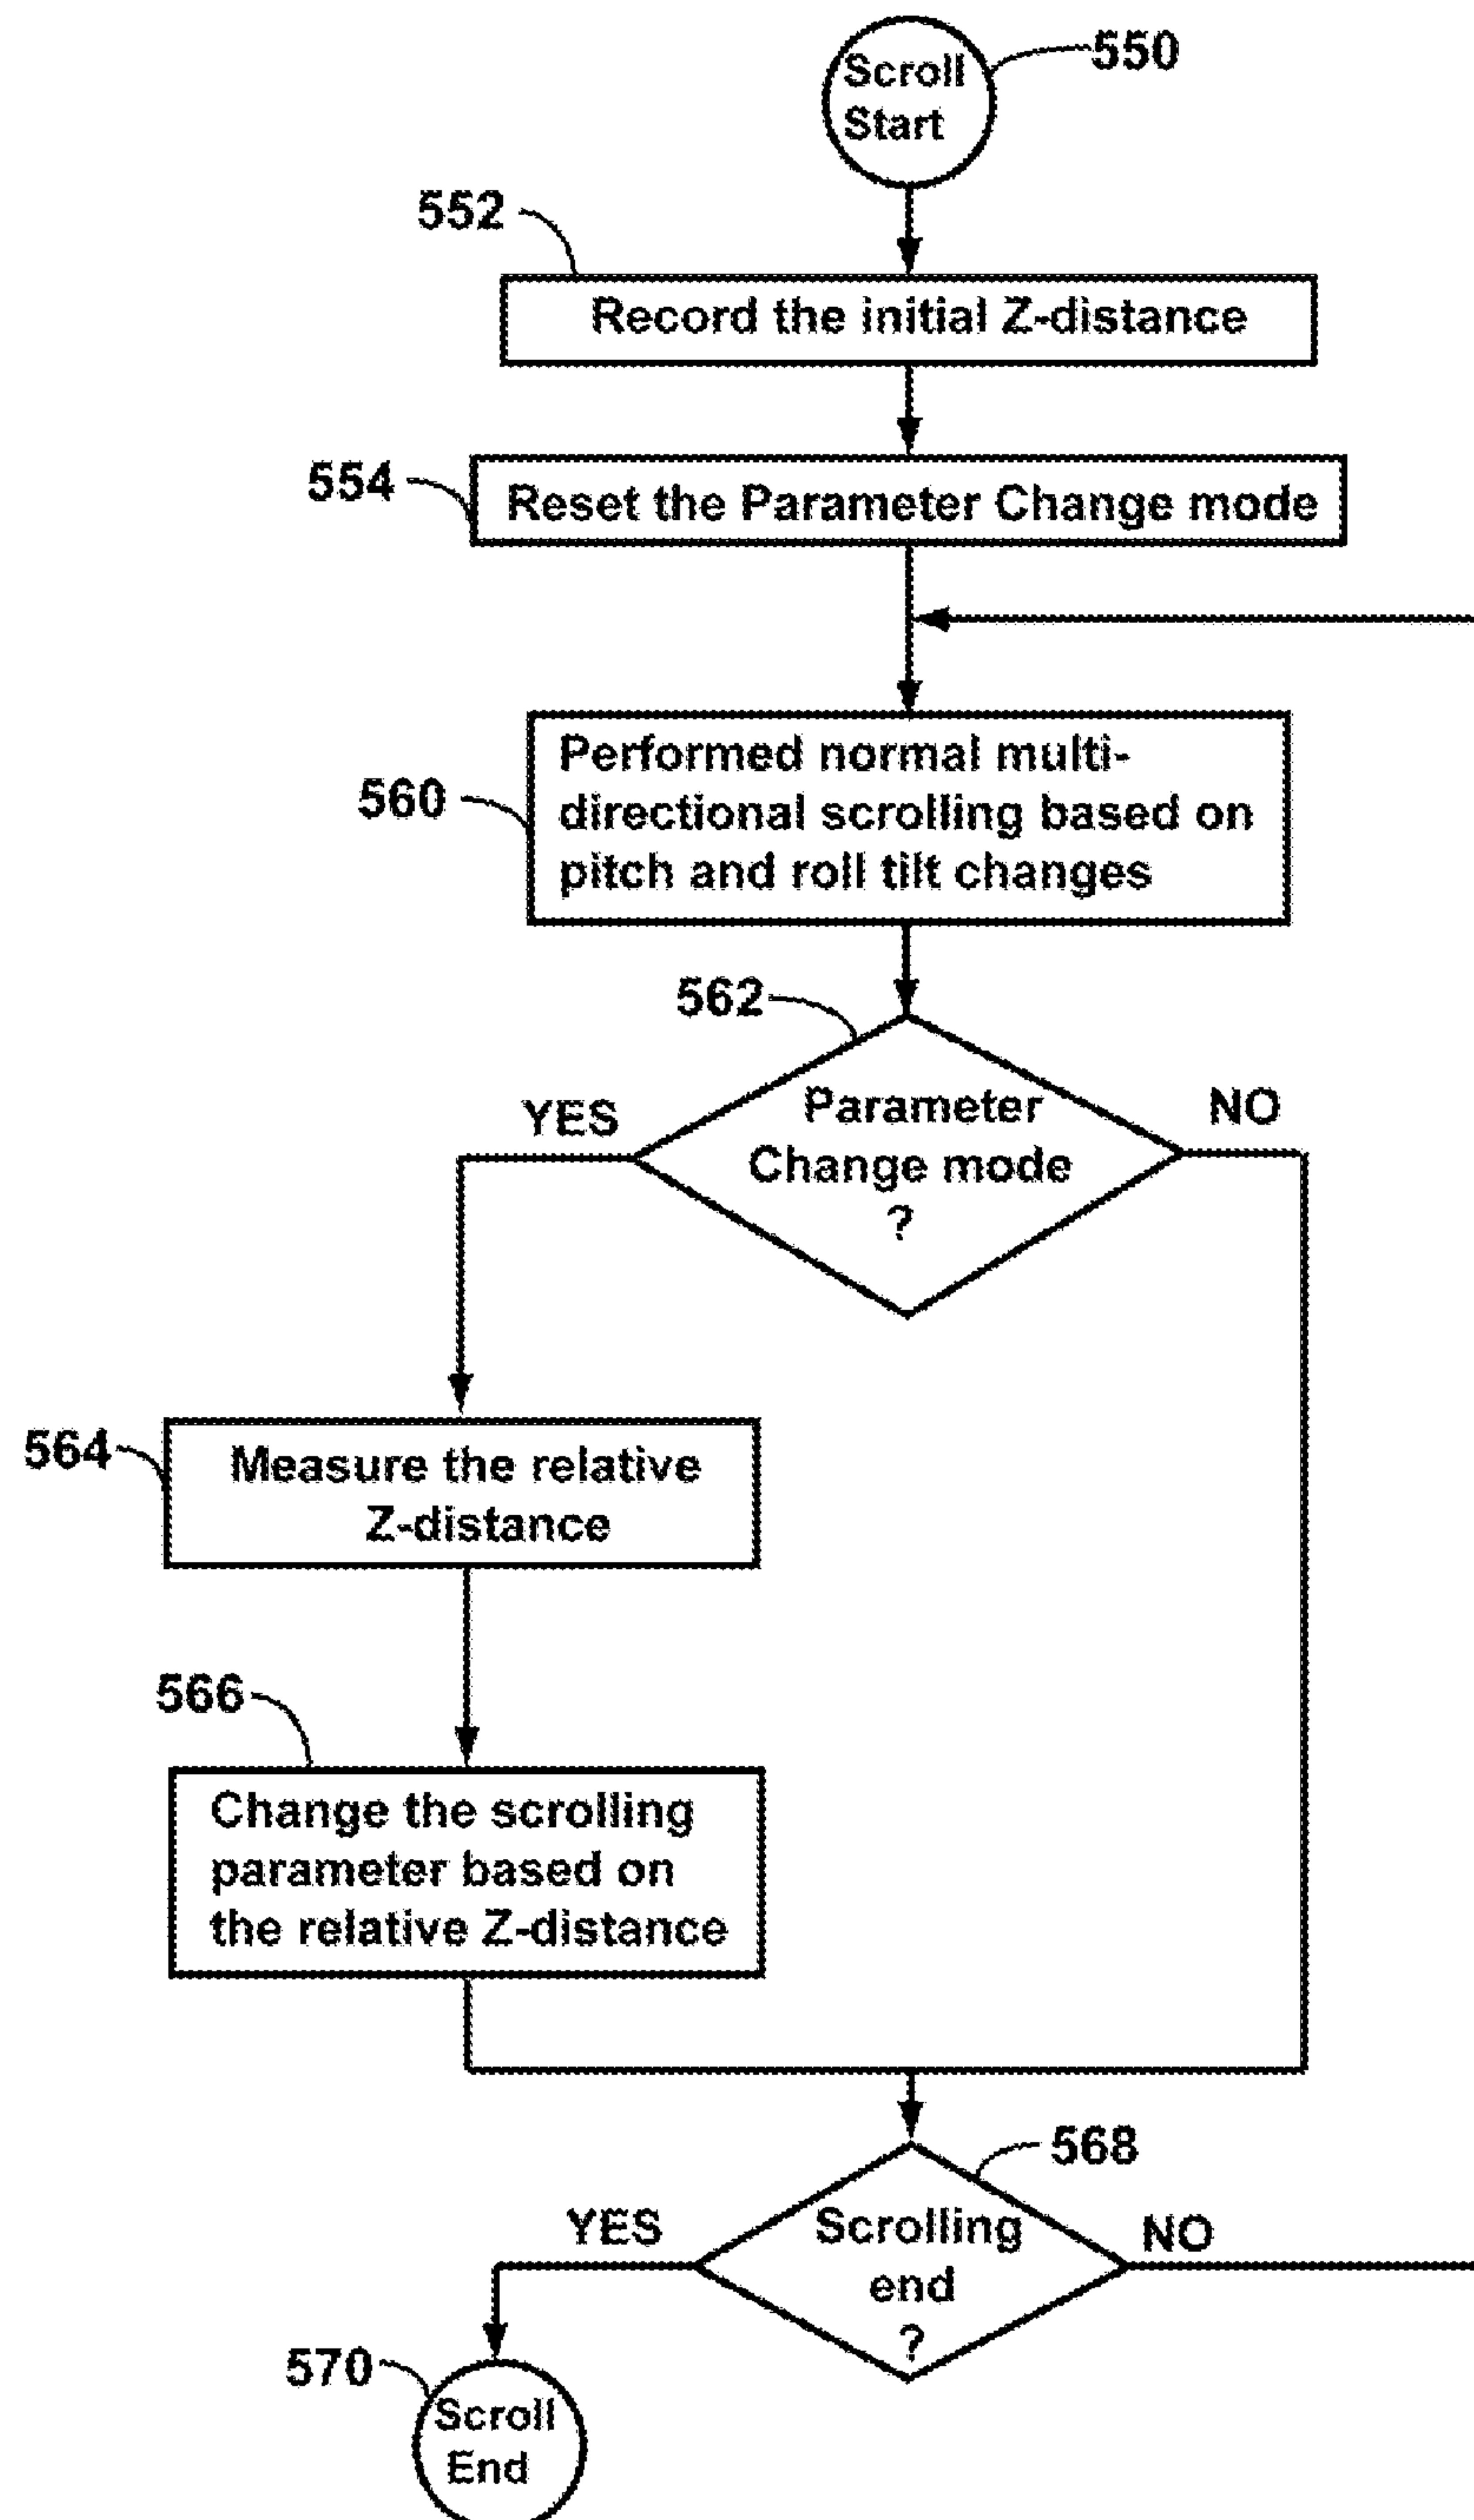 Scroll
Start
550
552
Record the initial Z-distance
554
Reset the Parameter Change mode
560
Performed normal multi-
directional scrolling based on
pitch and roll tilt changes
562
YES
Parameter
Change mode
?
NO
564
Measure the relative
Z-distance
566
Change the scrolling
parameter based on
the relative Z-distance
568
YES
Scrolling
end
?
NO
570
Scroll
End